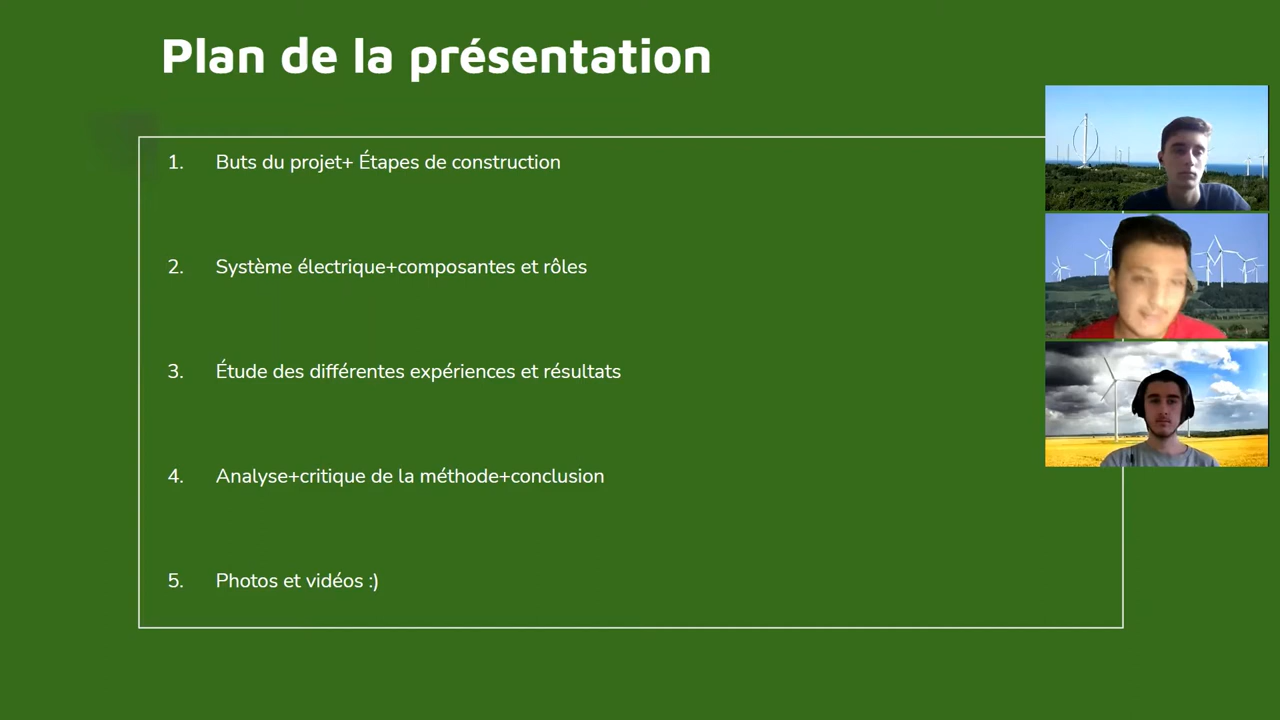 Plan de la présentation
1. Buts du projet+ Étapes de construction
2. Système électrique+composantes et rôles
3. Étude des différentes expériences et résultats
4. Analyse+critique de la méthode+conclusion
5. Photos et vidéos :)